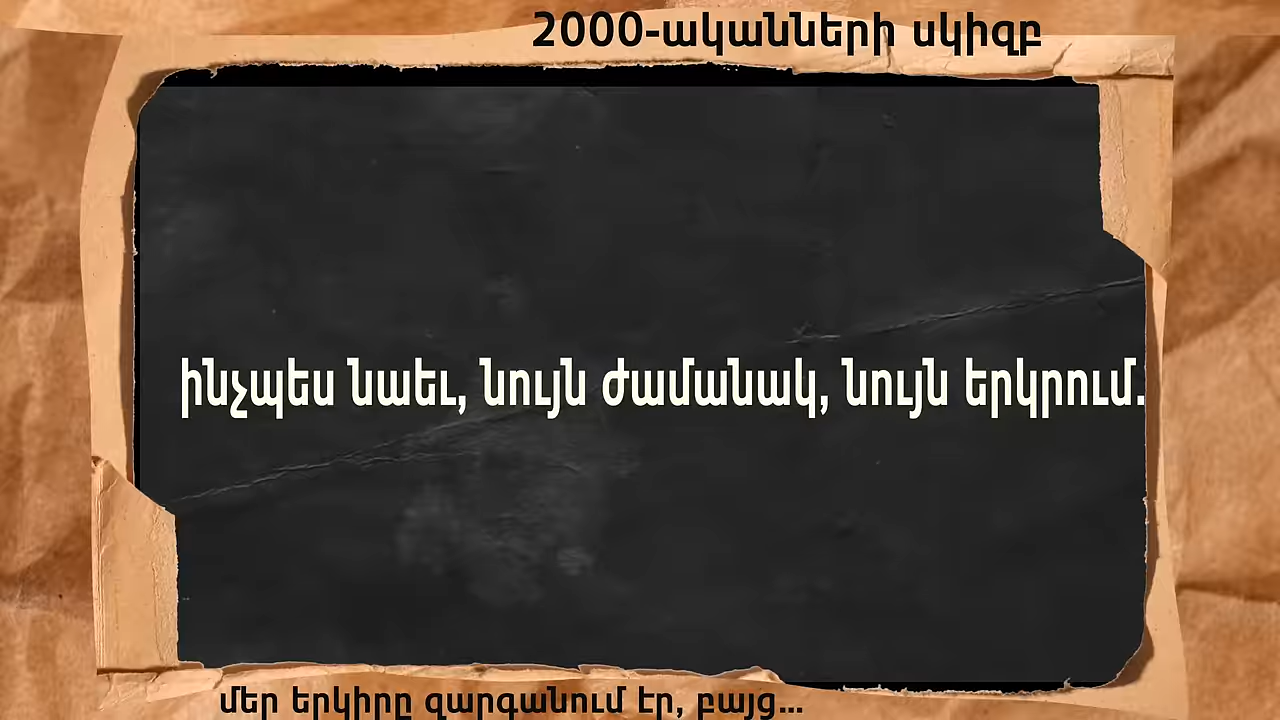 2000-ականների սկիզբ
ինչպես նաեւ, նույն ժամանակ, նույն երկրում.
մեր երկիրը զարգանում էր, բայց...